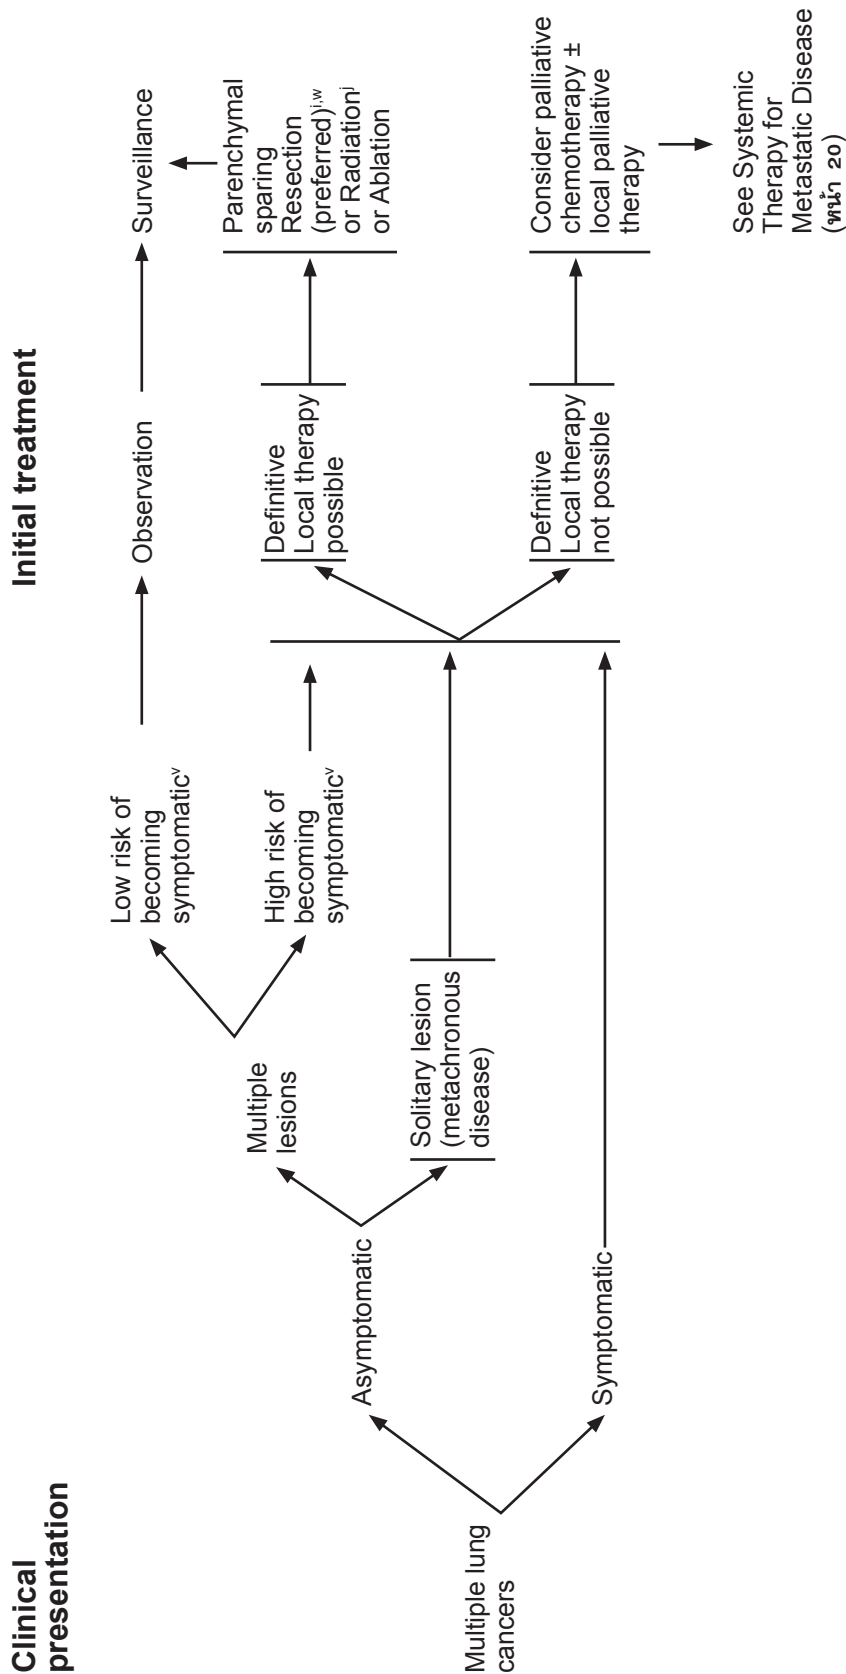 Clinical
presentation
Initial treatment
Multiple lung
cancers
Asymptomatic
Symptomatic
Multiple
lesions
Solitary lesion
(metachronous
disease)
Low risk of
becoming
symptomaticᵛ
High risk of
becoming
symptomaticᵛ
Observation
Surveillance
Definitive
Local therapy
possible
Parenchymal
sparing
Resection
(preferred)ⁱ,ʷ
or Radiationʲ
or Ablation
Defnitive
Local therapy
not possible
Consider palliative
chemotherapy ±
local palliative
therapy
See Systemic
Therapy for
Metastatic Disease
(หน้า 20)